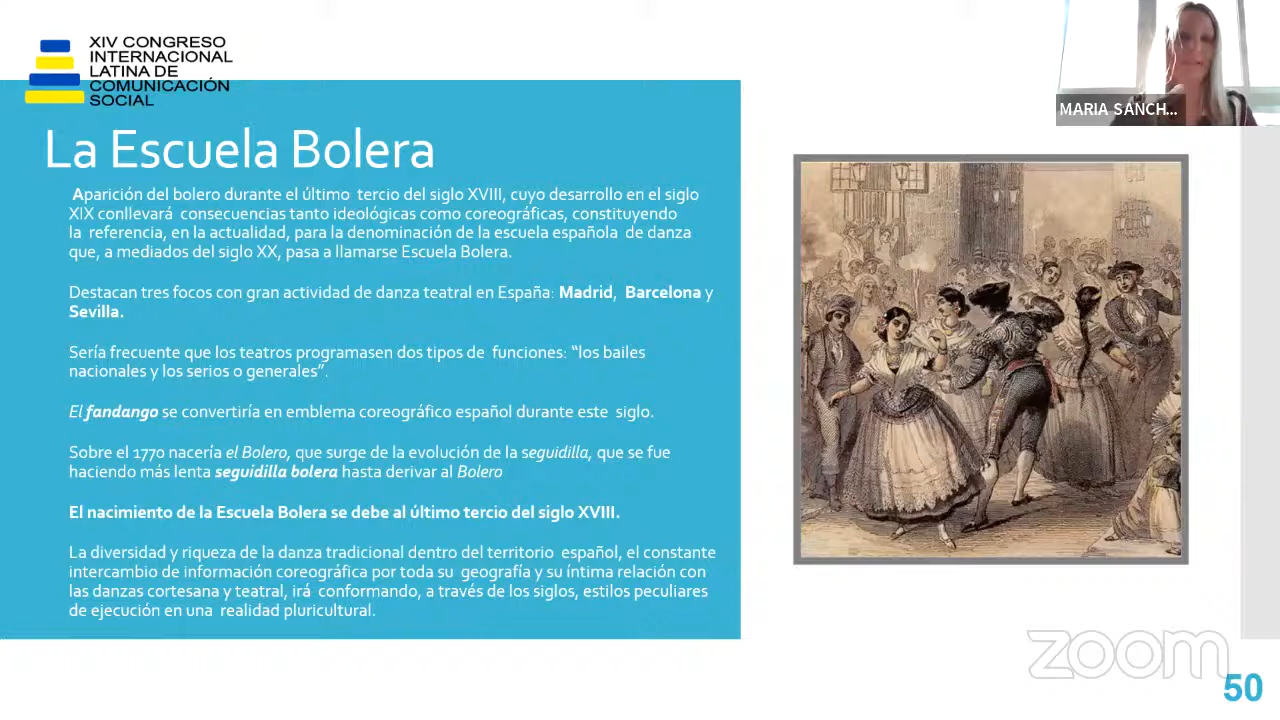 XIV CONGRESO
INTERNACIONAL
LATINA DE
COMUNICACIÓN
SOCIAL
MARIA SANCH...
La Escuela Bolera
Aparición del bolero durante el último tercio del siglo XVIII, cuyo desarrollo en el siglo
XIX conllevará consecuencias tanto ideológicas como coreográficas, constituyendo
la referencia, en la actualidad, para la denominación de la escuela española de danza
que, a mediados del siglo XX, pasa a llamarse Escuela Bolera.
Destacan tres focos con gran actividad de danza teatral en España: Madrid, Barcelona y
Sevilla.
Sería frecuente que los teatros programasen dos tipos de funciones: “los bailes
nacionales y los serios o generales”.
El fandango se convertiría en emblema coreográfico español durante este siglo.
Sobre el 1770 nacería el Bolero, que surge de la evolución de la seguidilla, que se fue
haciendo más lenta seguidilla bolera hasta derivar al Bolero
El nacimiento de la Escuela Bolera se debe al último tercio del siglo XVIII.
La diversidad y riqueza de la danza tradicional dentro del territorio español, el constante
intercambio de información coreográfica por toda su geografía y su íntima relación con
las danzas cortesana y teatral, irá conformando, a través de los siglos, estilos peculiares
de ejecución en una realidad pluricultural.
zoom
50